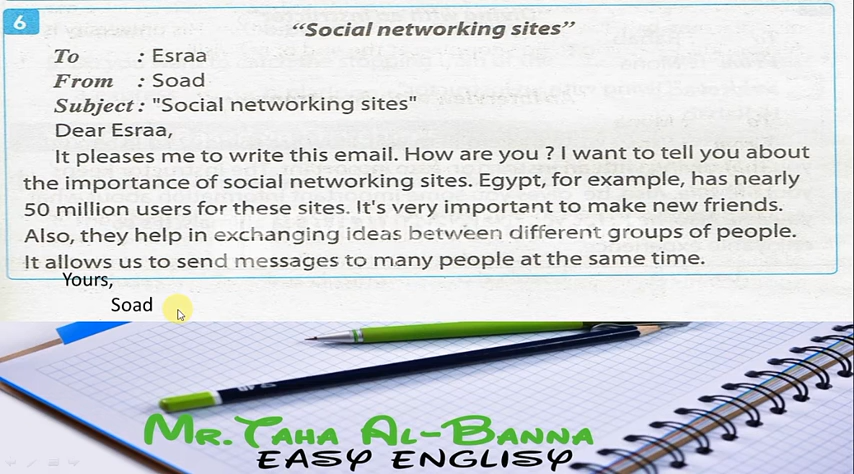 6
"Social networking sites"
To : Esraa
From : Soad
Subject : "Social networking sites"
Dear Esraa,
It pleases me to write this email. How are you ? I want to tell you about
the importance of social networking sites. Egypt, for example, has nearly
50 million users for these sites. It's very important to make new friends.
Also, they help in exchanging ideas between different groups of people.
It allows us to send messages to many people at the same time.
Yours,
Soad
Mr.Taha Al-Banna
EASY ENGLISY